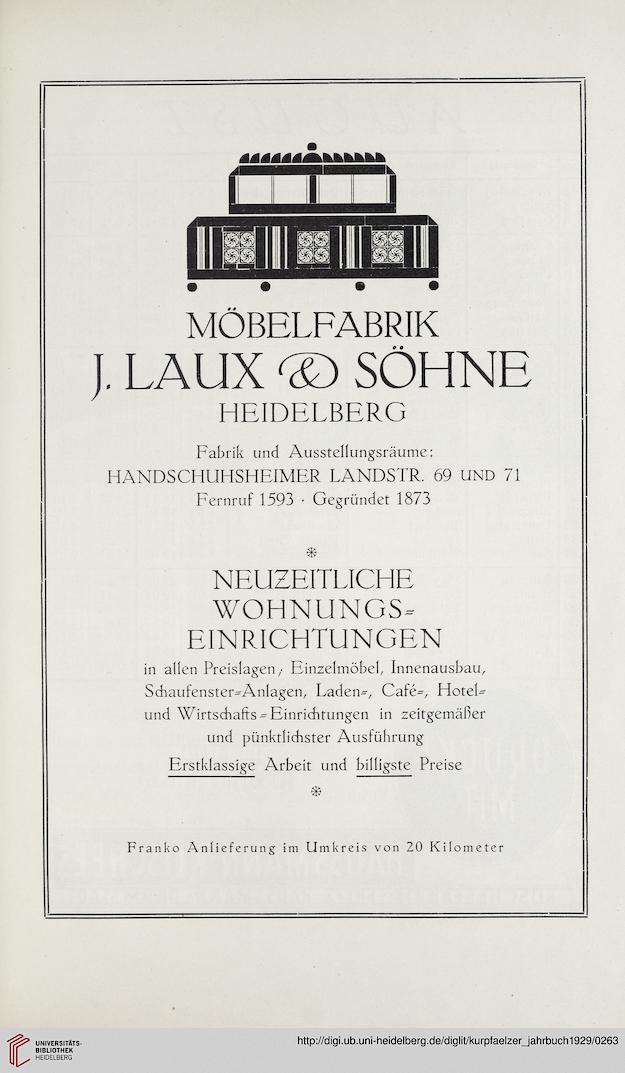 MÖBELFABRIK
J. LAUX & SÖHNE
HEIDELBERG
Fabrik und Ausstellungsräume:
HANDSCHUHSHEIMER LANDSTR. 69 UND 71
Fernruf 1593 · Gegründet 1873
NEUZEITLICHE
WOHNUNGS-
EINRICHTUNGEN
in allen Preislagen / Einzelmöbel, Innenausbau,
Schaufenster-Anlagen, Laden-, Café-, Hotel-
und Wirtschafts-Einrichtungen in zeitgemäßer
und pünktlichster Ausführung
Erstklassige Arbeit und billigste Preise
Franko Anlieferung im Umkreis von 20 Kilometer
UNIVERSITÄTS-
BIBLIOTHEK
HEIDELBERG
http://digi.ub.uni-heidelberg.de/diglit/kurpfaelzer_jahrbuch1929/0263